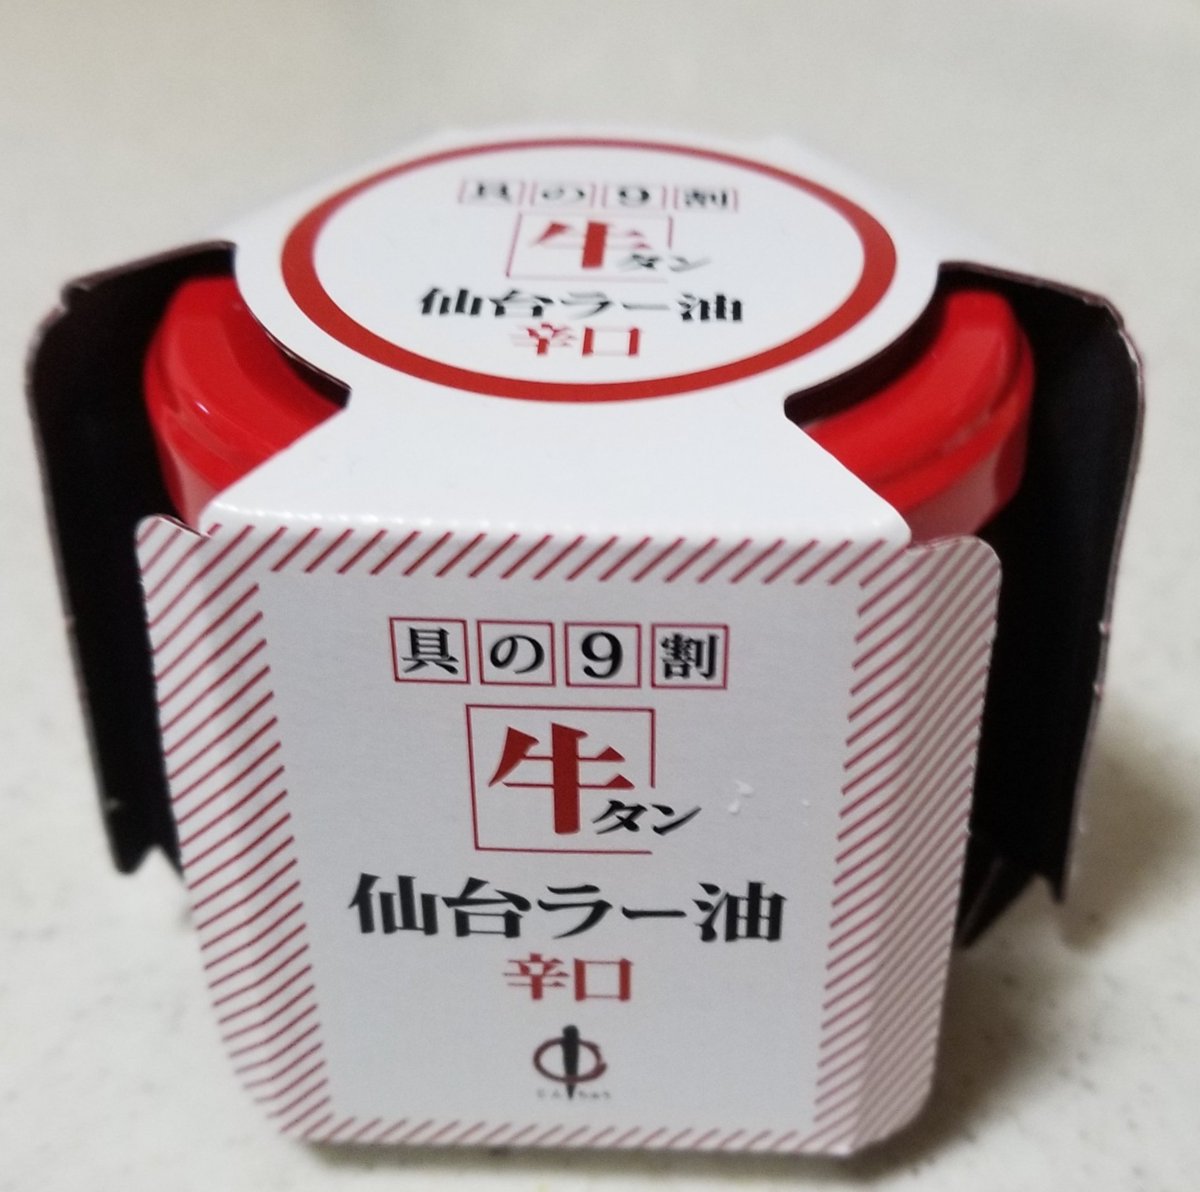 具の9割
牛タン
仙台ラー油
辛口
具の9割
牛タン
仙台ラー油
辛口